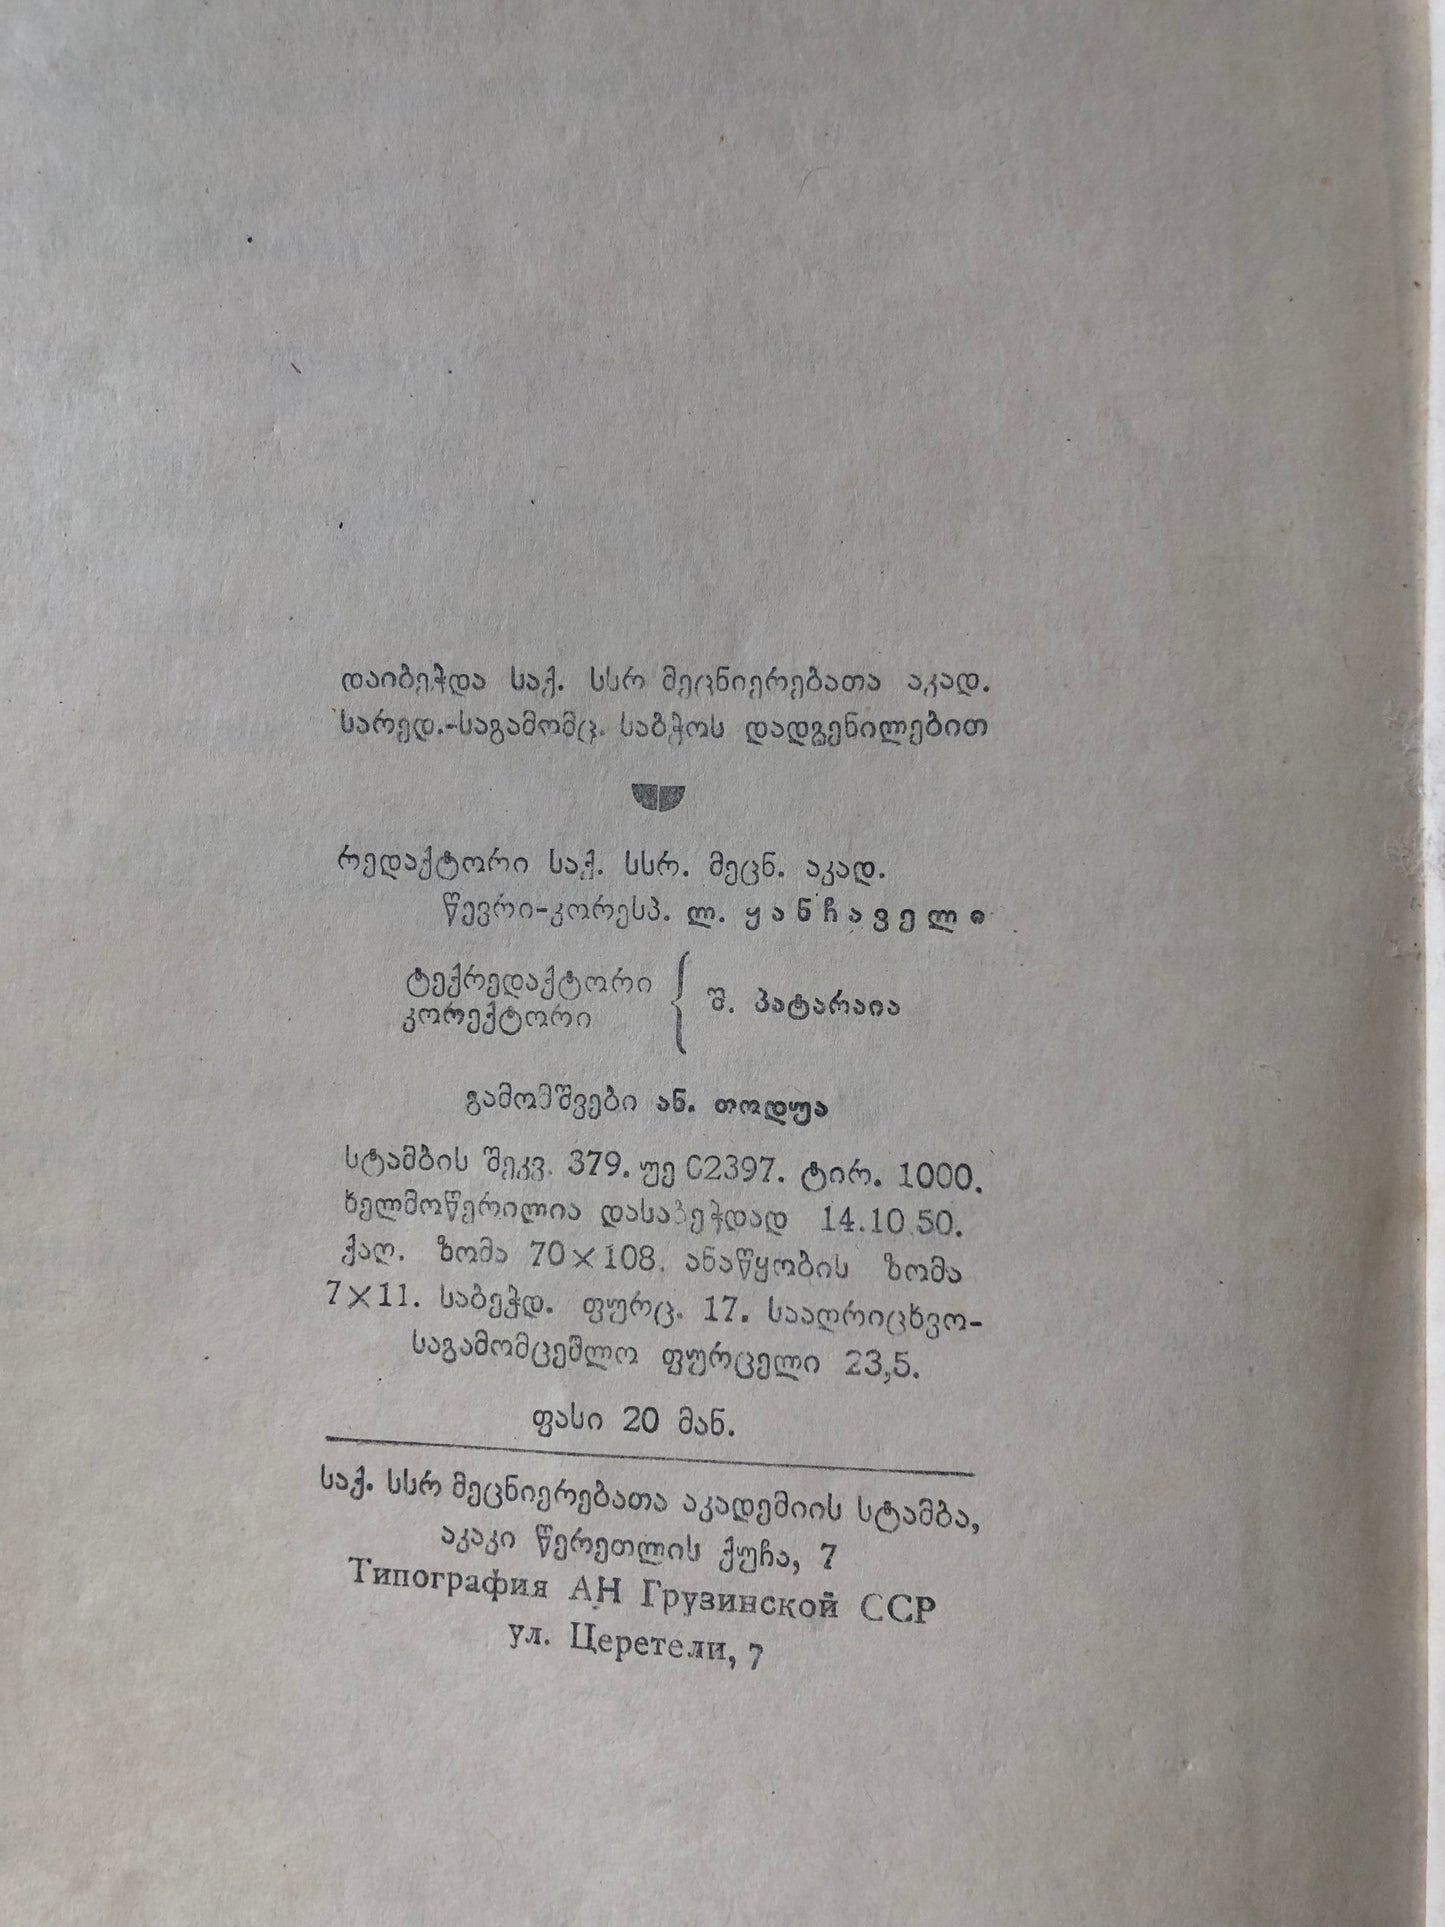 დაიბეჭდა საქ. სსრ მეცნიერებათა აკად.
სარედ.-საგამომც. საბჭოს დადგენილებით
რედაქტორი საქ. სსრ. მეცნ. აკად.
წევრი-კორესპ. ლ. ყანჩაველი
ტექრედაქტორი
კორექტორი
შ. პატარაია
გამომშვები ან. თოდუა
სტამბის შეკვ. 379. უე 02397. ტირ. 1000.
ხელმოწერილია დასაბეჭდად 14.10.50.
ქაღ. ზომა 70×108. ანაწყობის ზომა
7×11. საბეჭდ. ფურც. 17. სააღრიცხვო-
საგამომცემლო ფურცელი 23,5.
ფასი 20 მან.
საქ. სსრ მეცნიერებათა აკადემიის სტამბა,
აკაკი წერეთლის ქუჩა, 7
Типография АН Грузинской ССР
ул. Церетели, 7